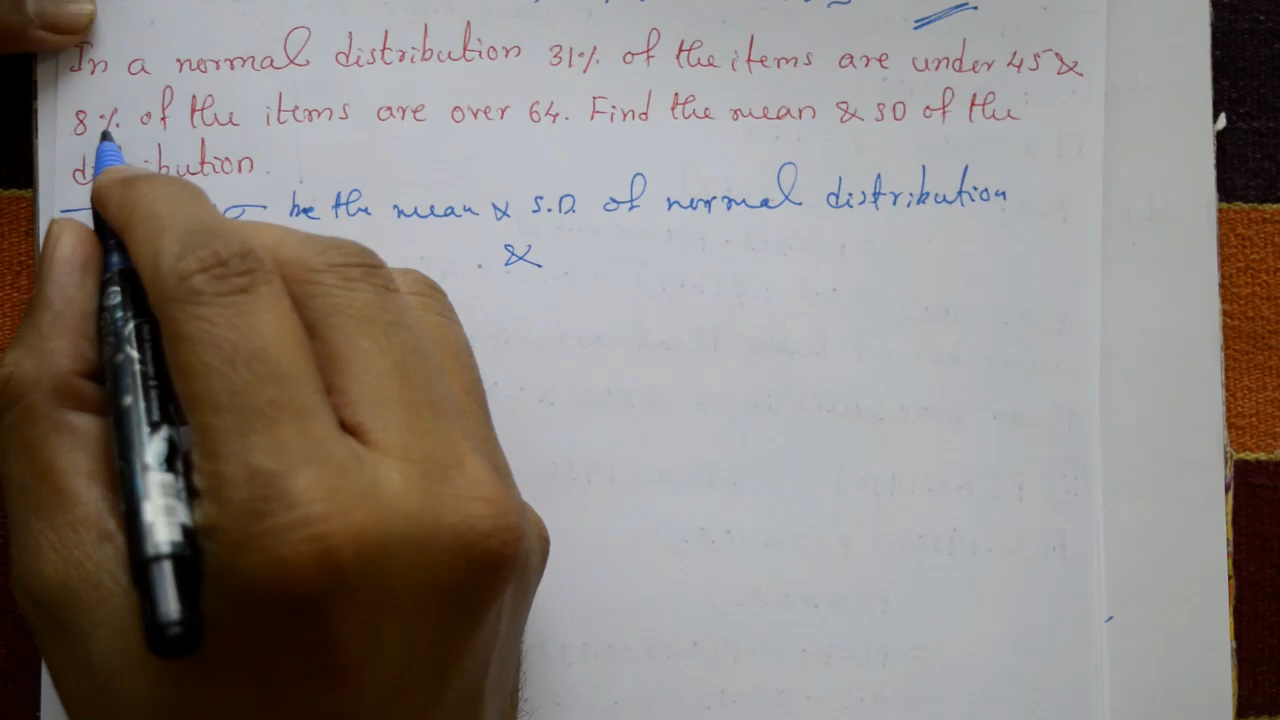 In a normal distribution 31% of the items are under 45 &
8% of the items are over 64. Find the mean & SD of the
bution.
σ be the mean & S.D. of normal distribution
&